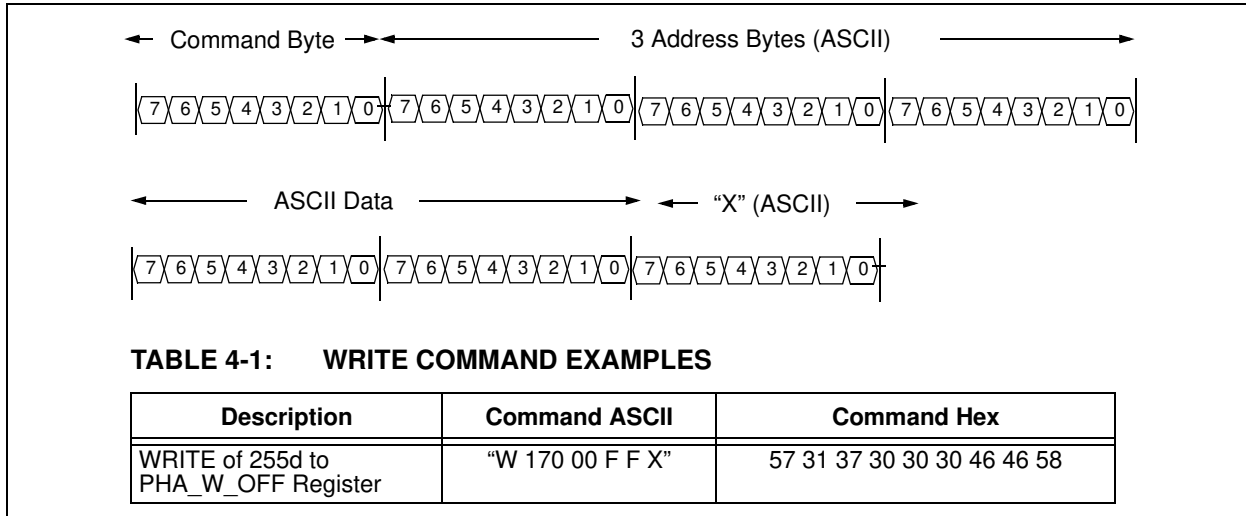 Command Byte 3 Address Bytes (ASCII)
7 6 5 4 3 2 1 0 7 6 5 4 3 2 1 0 7 6 5 4 3 2 1 0 7 6 5 4 3 2 1 0
ASCII Data “X” (ASCII)
7 6 5 4 3 2 1 0 7 6 5 4 3 2 1 0 7 6 5 4 3 2 1 0
TABLE 4-1: WRITE COMMAND EXAMPLES
Description Command ASCII Command Hex
WRITE of 255d to “W 170 00 F F X” 57 31 37 30 30 30 46 46 58
PHA_W_OFF Register